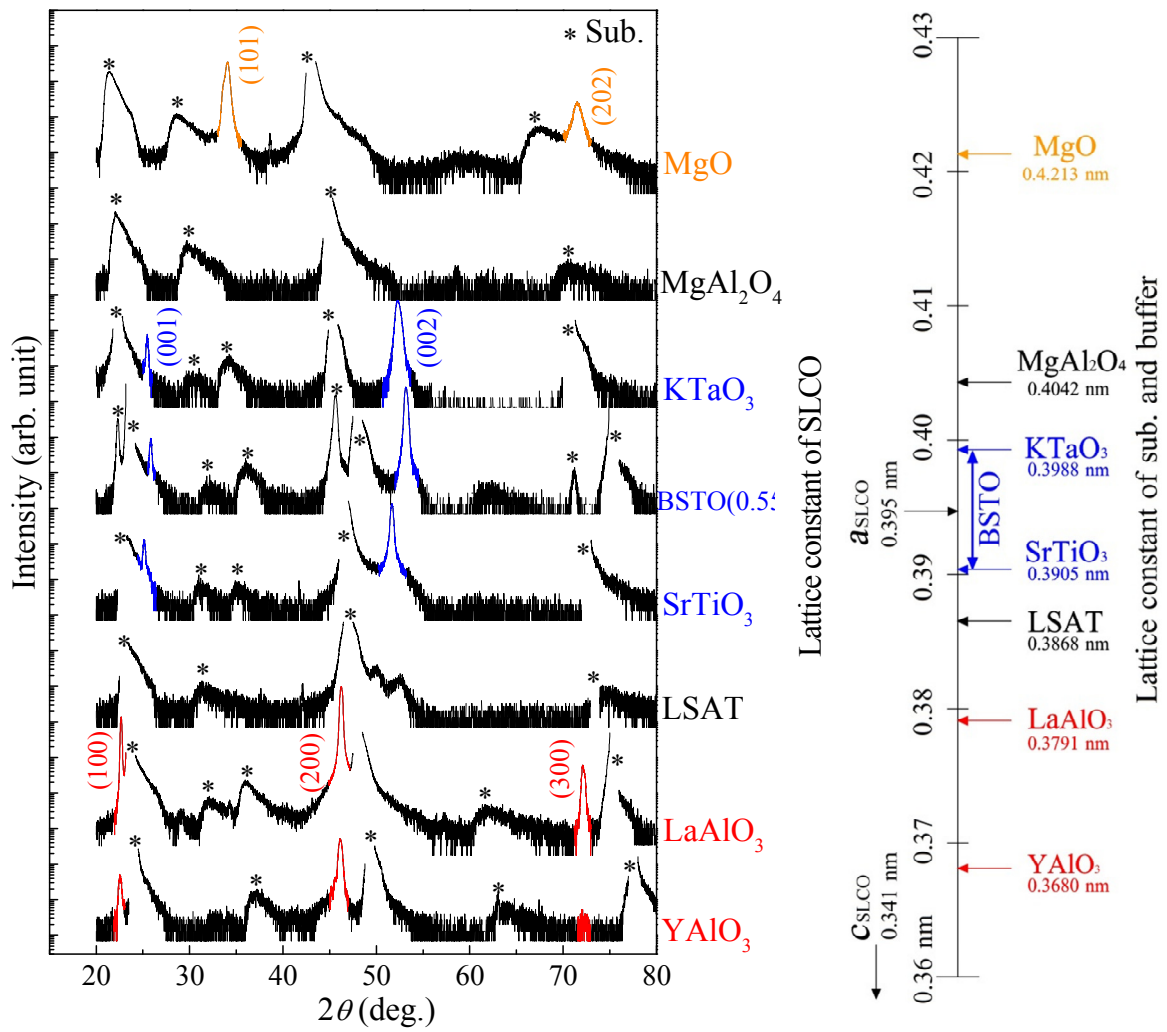 * Sub.
(101)
(202)
MgO
MgAl2O4
(001)
(002)
KTaO3
BSTO(0.55
SrTiO3
LSAT
(100)
(200)
(300)
LaAlO3
YAlO3
Intensity (arb. unit)
20 30 40 50 60 70 80
2θ (deg.)
Lattice constant of SLCO
aSLCO
0.395 nm
cSLCO
0.341 nm
0.43
0.42
0.41
0.40
0.39
0.38
0.37
0.36 nm
MgO
0.4.213 nm
MgAl2O4
0.4042 nm
KTaO3
0.3988 nm
BSTO
SrTiO3
0.3905 nm
LSAT
0.3868 nm
LaAlO3
0.3791 nm
YAlO3
0.3680 nm
Lattice constant of sub. and buffer